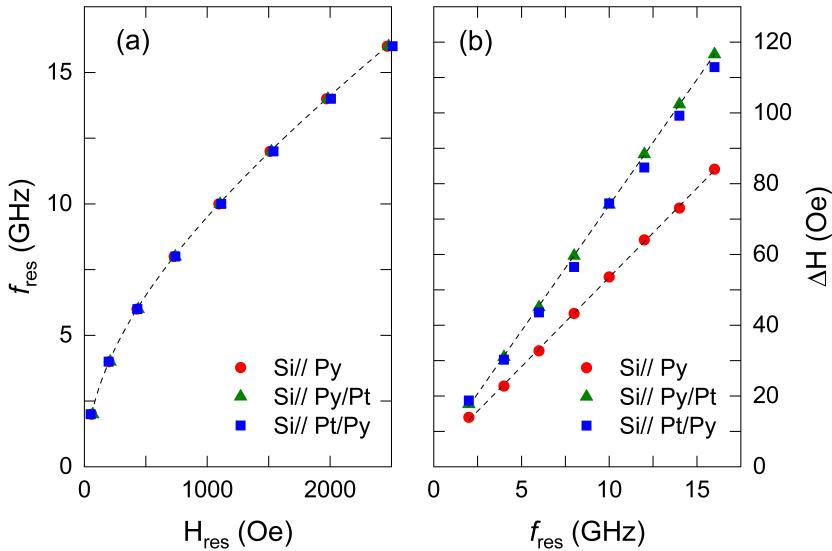 (a)
15
10
5
0
f_res (GHz)
Si// Py
Si// Py/Pt
Si// Pt/Py
0 1000 2000
H_res (Oe)
(b)
120
100
80
60
40
20
0
ΔH (Oe)
Si// Py
Si// Py/Pt
Si// Pt/Py
0 5 10 15
f_res (GHz)